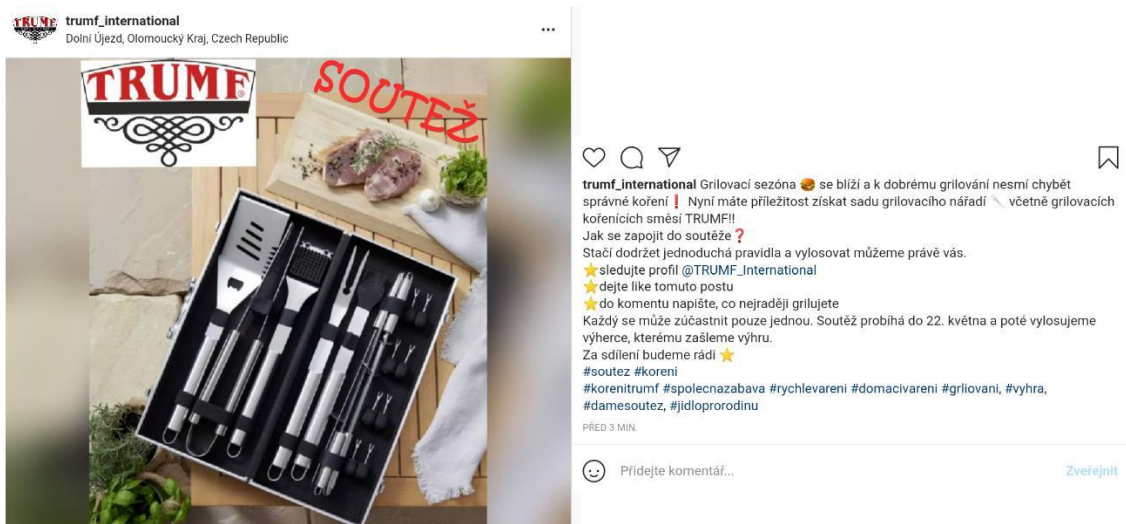 trumf_international
Dolní Újezd, Olomoucký Kraj, Czech Republic
TRUMF
SOUTEŽ
trumf_international Grilovací sezóna 🍔 se blíží a k dobrému grilování nesmí chybět
správné koření❗ Nyní máte příležitost získat sadu grilovacího nářadí 🥄 včetně grilovacích
kořenících směsí TRUMF!!
Jak se zapojit do soutěže❓
Stačí dodržet jednoduchá pravidla a vylosovat můžeme právě vás.
⭐sledujte profil @TRUMF_International
⭐dejte like tomuto postu
⭐do komentu napište, co nejraději grilujete
Každý se může zúčastnit pouze jednou. Soutěž probíhá do 22. května a poté vylosujeme
výherce, kterému zašleme výhru.
Za sdílení budeme rádi ⭐
#soutez #koreni
#korenitrumf #spolecnazabava #rychlevareni #domacivareni #grliovani, #vyhra,
#damesoutez, #jidloprorodinu
PŘED 3 MIN.
Přidejte komentář...
Zveřejnit